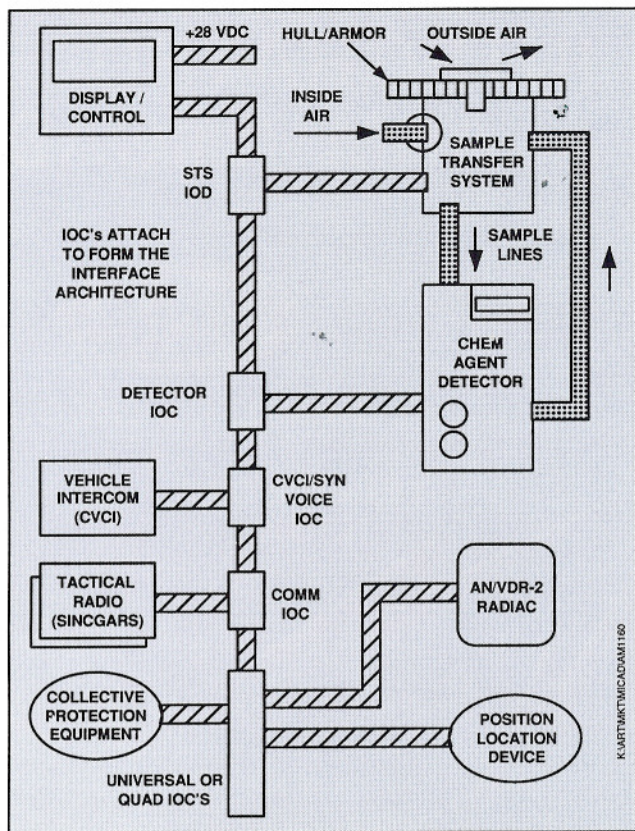 +28 VDC
DISPLAY /
CONTROL
HULL/ARMOR
OUTSIDE AIR
INSIDE
AIR
SAMPLE
TRANSFER
SYSTEM
STS
IOD
IOC's ATTACH
TO FORM THE
INTERFACE
ARCHITECTURE
SAMPLE
LINES
CHEM
AGENT
DETECTOR
DETECTOR
IOC
VEHICLE
INTERCOM
(CVCI)
CVCI/SYN
VOICE
IOC
TACTICAL
RADIO
(SINCGARS)
COMM
IOC
AN/VDR-2
RADIAC
COLLECTIVE
PROTECTION
EQUIPMENT
POSITION
LOCATION
DEVICE
UNIVERSAL OR
QUAD IOC'S
K:\ART\MKT\MICAD\AM1160